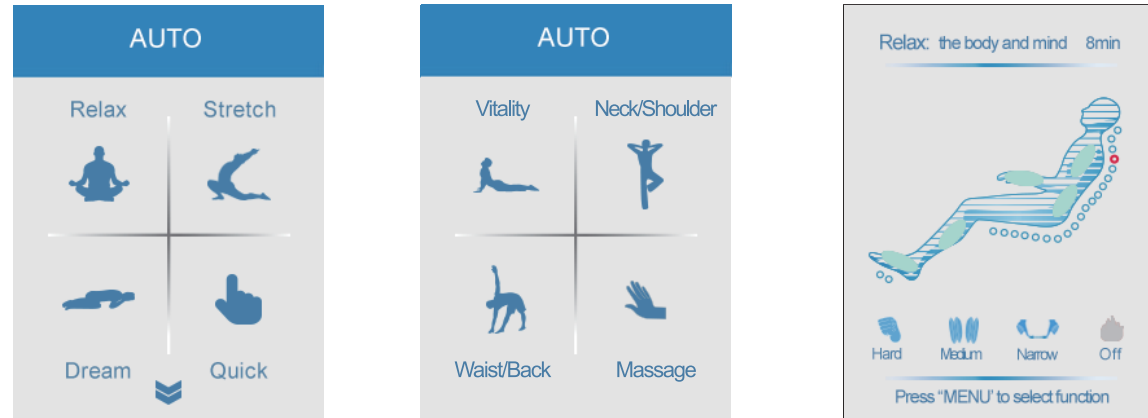 AUTO
Relax Stretch
Dream Quick
AUTO
Vitality Neck/Shoulder
Waist/Back Massage
Relax: the body and mind 8min
Hard Medium Narrow Off
Press “MENU’ to select function